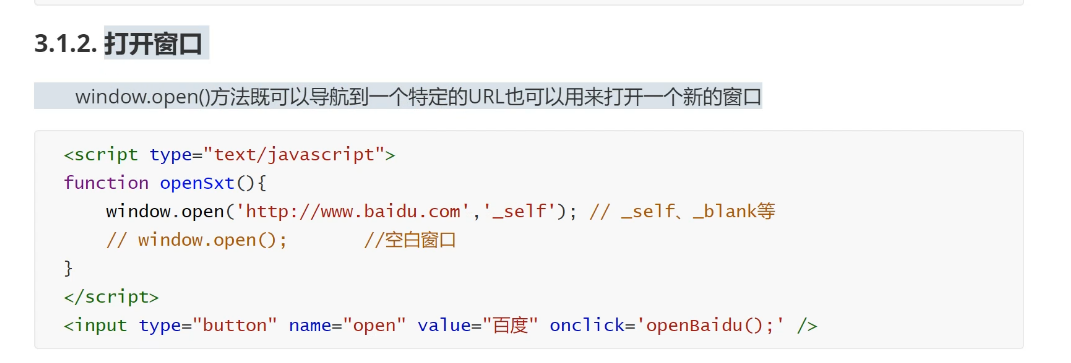 3.1.2. 打开窗口
window.open()方法既可以导航到一个特定的URL也可以用来打开一个新的窗口
<script type="text/javascript">
function openSxt(){
    window.open('http://www.baidu.com','_self'); // _self、_blank等
    // window.open();        //空白窗口
}
</script>
<input type="button" name="open" value="百度" onclick='openBaidu();' />